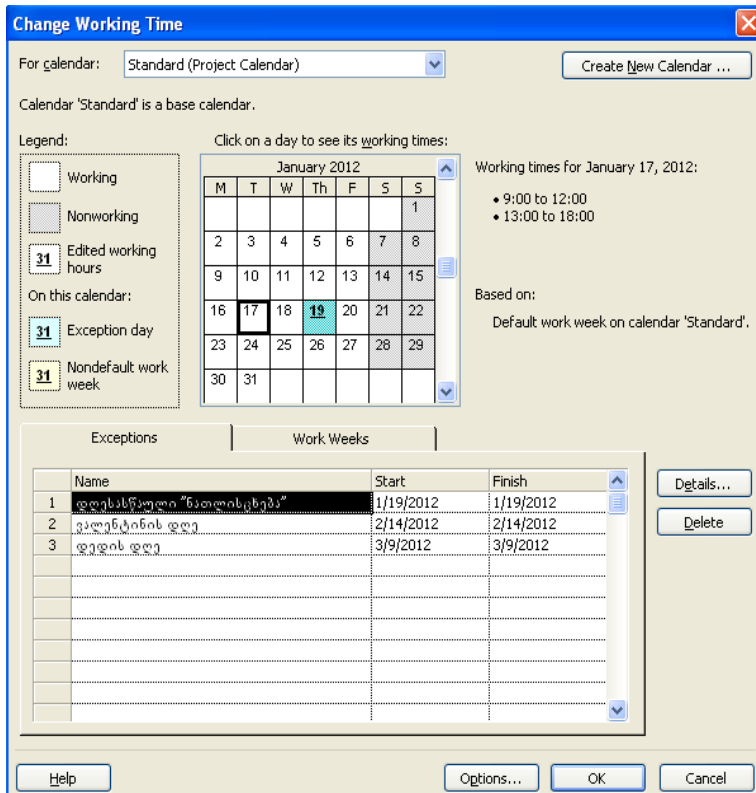 Change Working Time
For calendar: Standard (Project Calendar) Create New Calendar ...
Calendar 'Standard' is a base calendar.
Legend: Click on a day to see its working times:
Working
Nonworking
31 Edited working
hours
On this calendar:
31 Exception day
31 Nondefault work
week
January 2012
M T W Th F S S
1
2 3 4 5 6 7 8
9 10 11 12 13 14 15
16 17 18 19 20 21 22
23 24 25 26 27 28 29
30 31
Working times for January 17, 2012:
• 9:00 to 12:00
• 13:00 to 18:00
Based on:
Default work week on calendar 'Standard'.
Exceptions Work Weeks
Name Start Finish
1 დღესასწაული "ნათლისცხება" 1/19/2012 1/19/2012
2 ვალენტინის დღე 2/14/2012 2/14/2012
3 დედის დღე 3/9/2012 3/9/2012
Details...
Delete
Help Options... OK Cancel